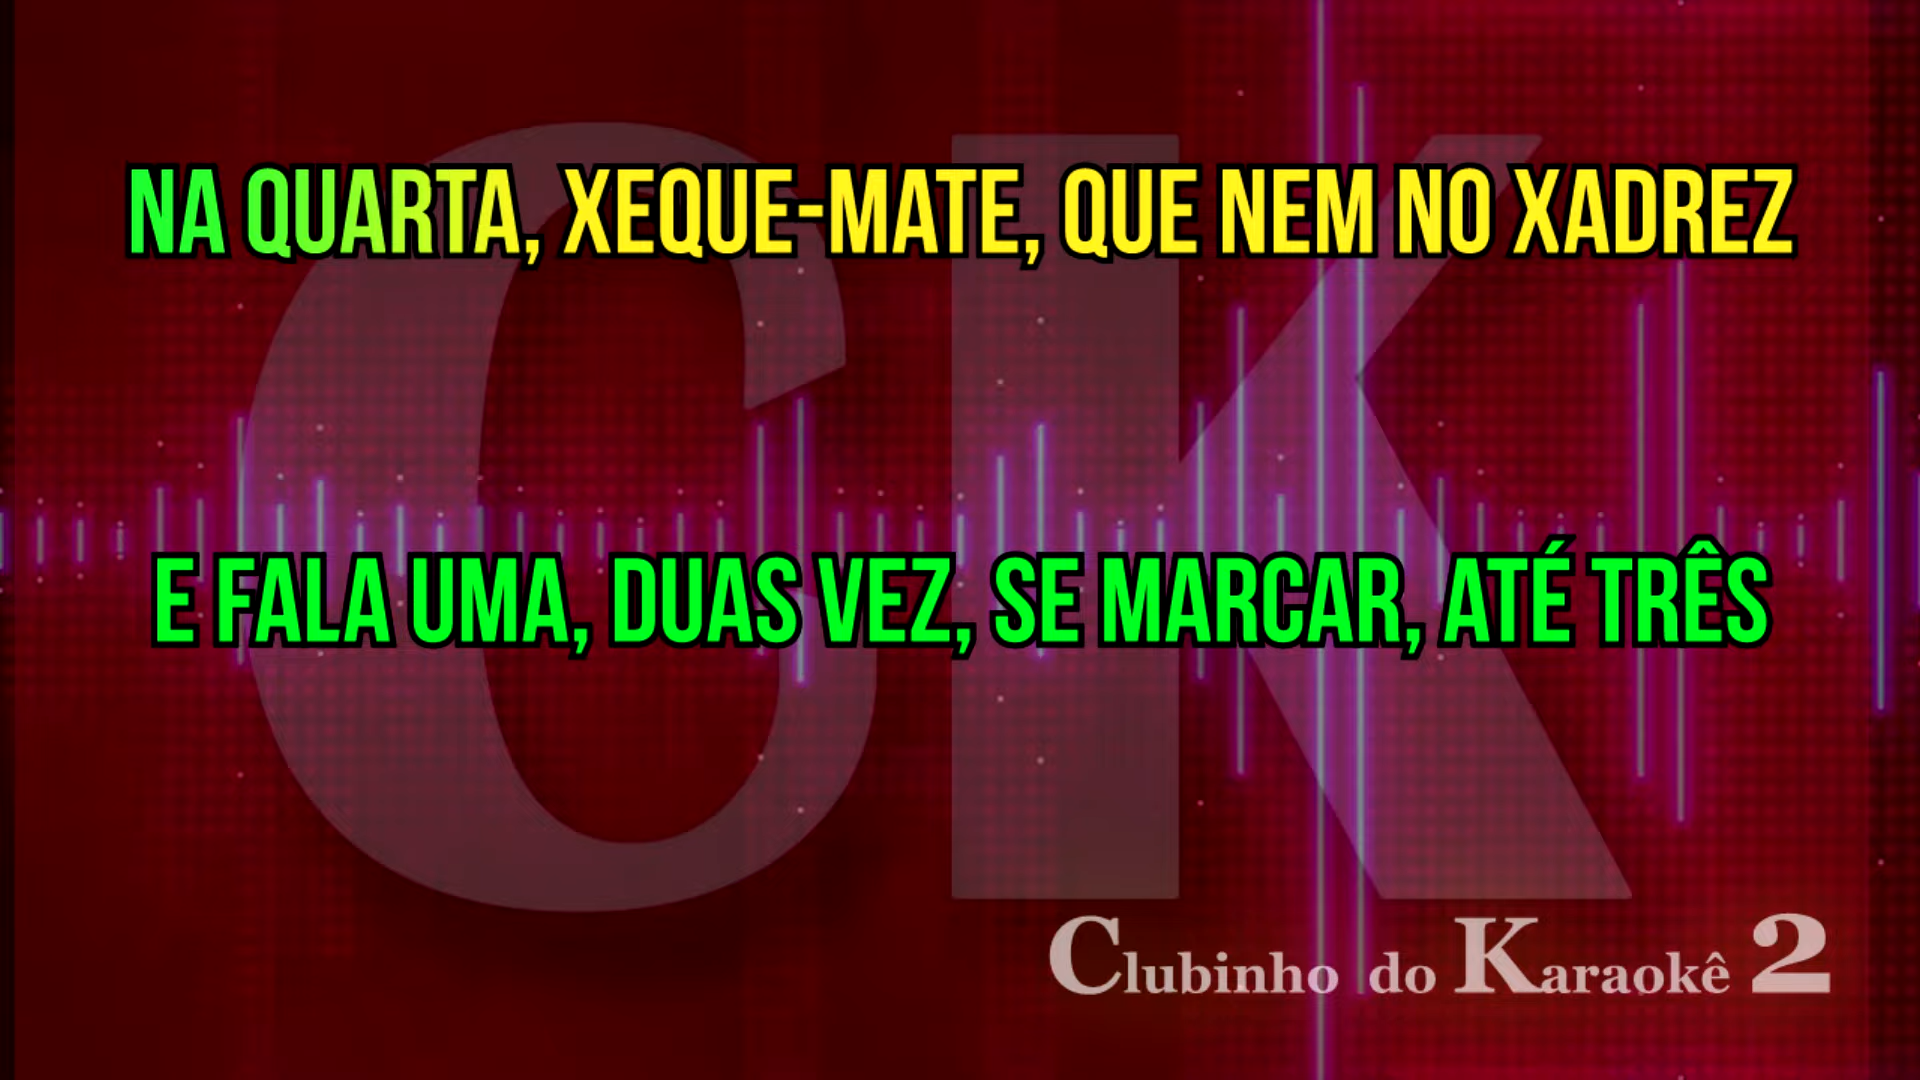 NA QUARTA, XEQUE-MATE, QUE NEM NO XADREZ
E FALA UMA, DUAS VEZ, SE MARCAR, ATÉ TRÊS
CK
Clubinho do Karaokê 2